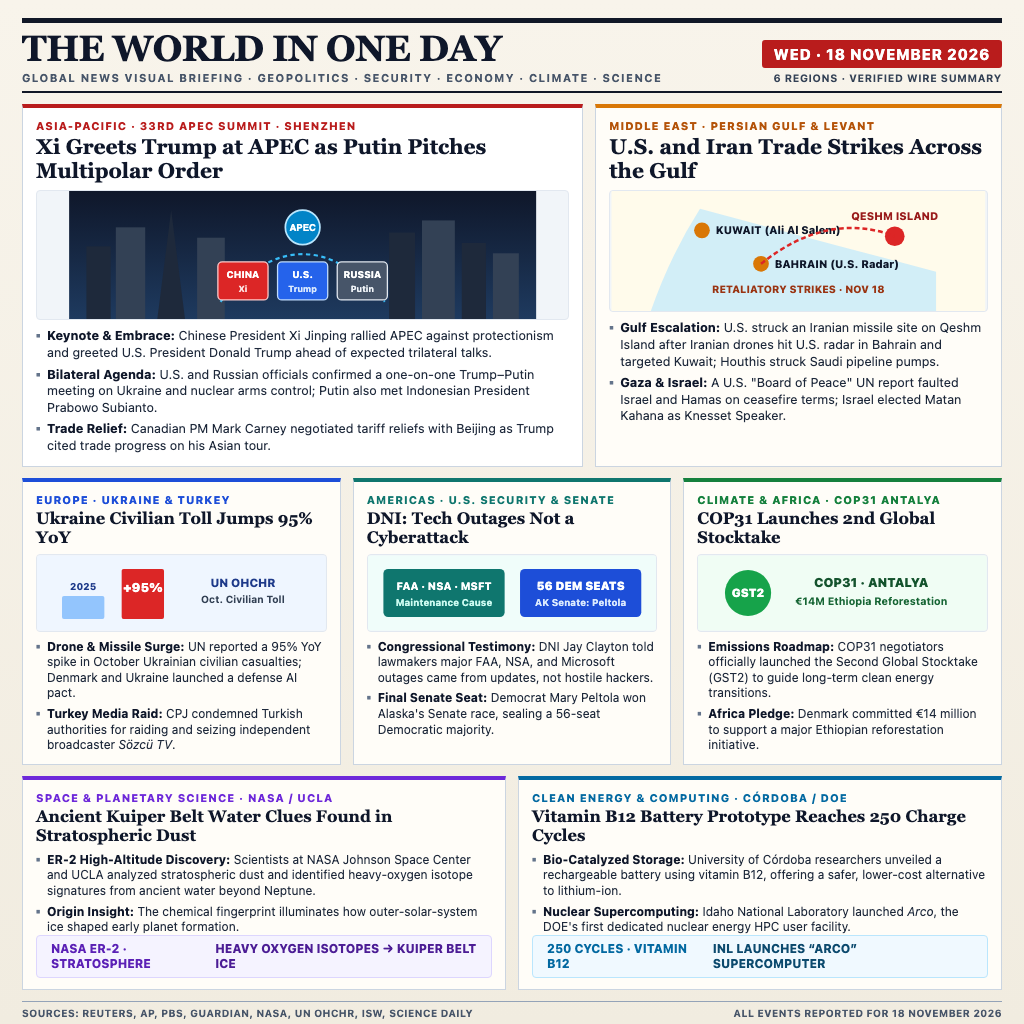 THE WORLD IN ONE DAY
GLOBAL NEWS VISUAL BRIEFING · GEOPOLITICS · SECURITY · ECONOMY · CLIMATE · SCIENCE
WED · 18 NOVEMBER 2026
6 REGIONS · VERIFIED WIRE SUMMARY
ASIA-PACIFIC · 33RD APEC SUMMIT · SHENZHEN
Xi Greets Trump at APEC as Putin Pitches
Multipolar Order
APEC
CHINA
Xi
U.S.
Trump
RUSSIA
Putin
▪ Keynote & Embrace: Chinese President Xi Jinping rallied APEC against protectionism
and greeted U.S. President Donald Trump ahead of expected trilateral talks.
▪ Bilateral Agenda: U.S. and Russian officials confirmed a one-on-one Trump–Putin
meeting on Ukraine and nuclear arms control; Putin also met Indonesian President
Prabowo Subianto.
▪ Trade Relief: Canadian PM Mark Carney negotiated tariff reliefs with Beijing as Trump
cited trade progress on his Asian tour.
MIDDLE EAST · PERSIAN GULF & LEVANT
U.S. and Iran Trade Strikes Across
the Gulf
QESHM ISLAND
KUWAIT (Ali Al Salem)
BAHRAIN (U.S. Radar)
RETALIATORY STRIKES · NOV 18
▪ Gulf Escalation: U.S. struck an Iranian missile site on Qeshm
Island after Iranian drones hit U.S. radar in Bahrain and
targeted Kuwait; Houthis struck Saudi pipeline pumps.
▪ Gaza & Israel: A U.S. "Board of Peace" UN report faulted
Israel and Hamas on ceasefire terms; Israel elected Matan
Kahana as Knesset Speaker.
EUROPE · UKRAINE & TURKEY
Ukraine Civilian Toll Jumps 95%
YoY
2025
+95%
UN OHCHR
Oct. Civilian Toll
▪ Drone & Missile Surge: UN reported a 95% YoY
spike in October Ukrainian civilian casualties;
Denmark and Ukraine launched a defense AI
pact.
▪ Turkey Media Raid: CPJ condemned Turkish
authorities for raiding and seizing independent
broadcaster Sözcü TV.
AMERICAS · U.S. SECURITY & SENATE
DNI: Tech Outages Not a
Cyberattack
FAA · NSA · MSFT
Maintenance Cause
56 DEM SEATS
AK Senate: Peltola
▪ Congressional Testimony: DNI Jay Clayton told
lawmakers major FAA, NSA, and Microsoft
outages came from updates, not hostile hackers.
▪ Final Senate Seat: Democrat Mary Peltola won
Alaska's Senate race, sealing a 56-seat
Democratic majority.
CLIMATE & AFRICA · COP31 ANTALYA
COP31 Launches 2nd Global
Stocktake
GST2
COP31 · ANTALYA
€14M Ethiopia Reforestation
▪ Emissions Roadmap: COP31 negotiators
officially launched the Second Global Stocktake
(GST2) to guide long-term clean energy
transitions.
▪ Africa Pledge: Denmark committed €14 million
to support a major Ethiopian reforestation
initiative.
SPACE & PLANETARY SCIENCE · NASA / UCLA
Ancient Kuiper Belt Water Clues Found in
Stratospheric Dust
▪ ER-2 High-Altitude Discovery: Scientists at NASA Johnson Space Center
and UCLA analyzed stratospheric dust and identified heavy-oxygen isotope
signatures from ancient water beyond Neptune.
▪ Origin Insight: The chemical fingerprint illuminates how outer-solar-system
ice shaped early planet formation.
NASA ER-2 ·
STRATOSPHERE
HEAVY OXYGEN ISOTOPES → KUIPER BELT
ICE
CLEAN ENERGY & COMPUTING · CÓRDOBA / DOE
Vitamin B12 Battery Prototype Reaches 250 Charge
Cycles
▪ Bio-Catalyzed Storage: University of Córdoba researchers unveiled a
rechargeable battery using vitamin B12, offering a safer, lower-cost alternative
to lithium-ion.
▪ Nuclear Supercomputing: Idaho National Laboratory launched Arco, the
DOE's first dedicated nuclear energy HPC user facility.
250 CYCLES · VITAMIN
B12
INL LAUNCHES “ARCO”
SUPERCOMPUTER
SOURCES: REUTERS, AP, PBS, GUARDIAN, NASA, UN OHCHR, ISW, SCIENCE DAILY
ALL EVENTS REPORTED FOR 18 NOVEMBER 2026